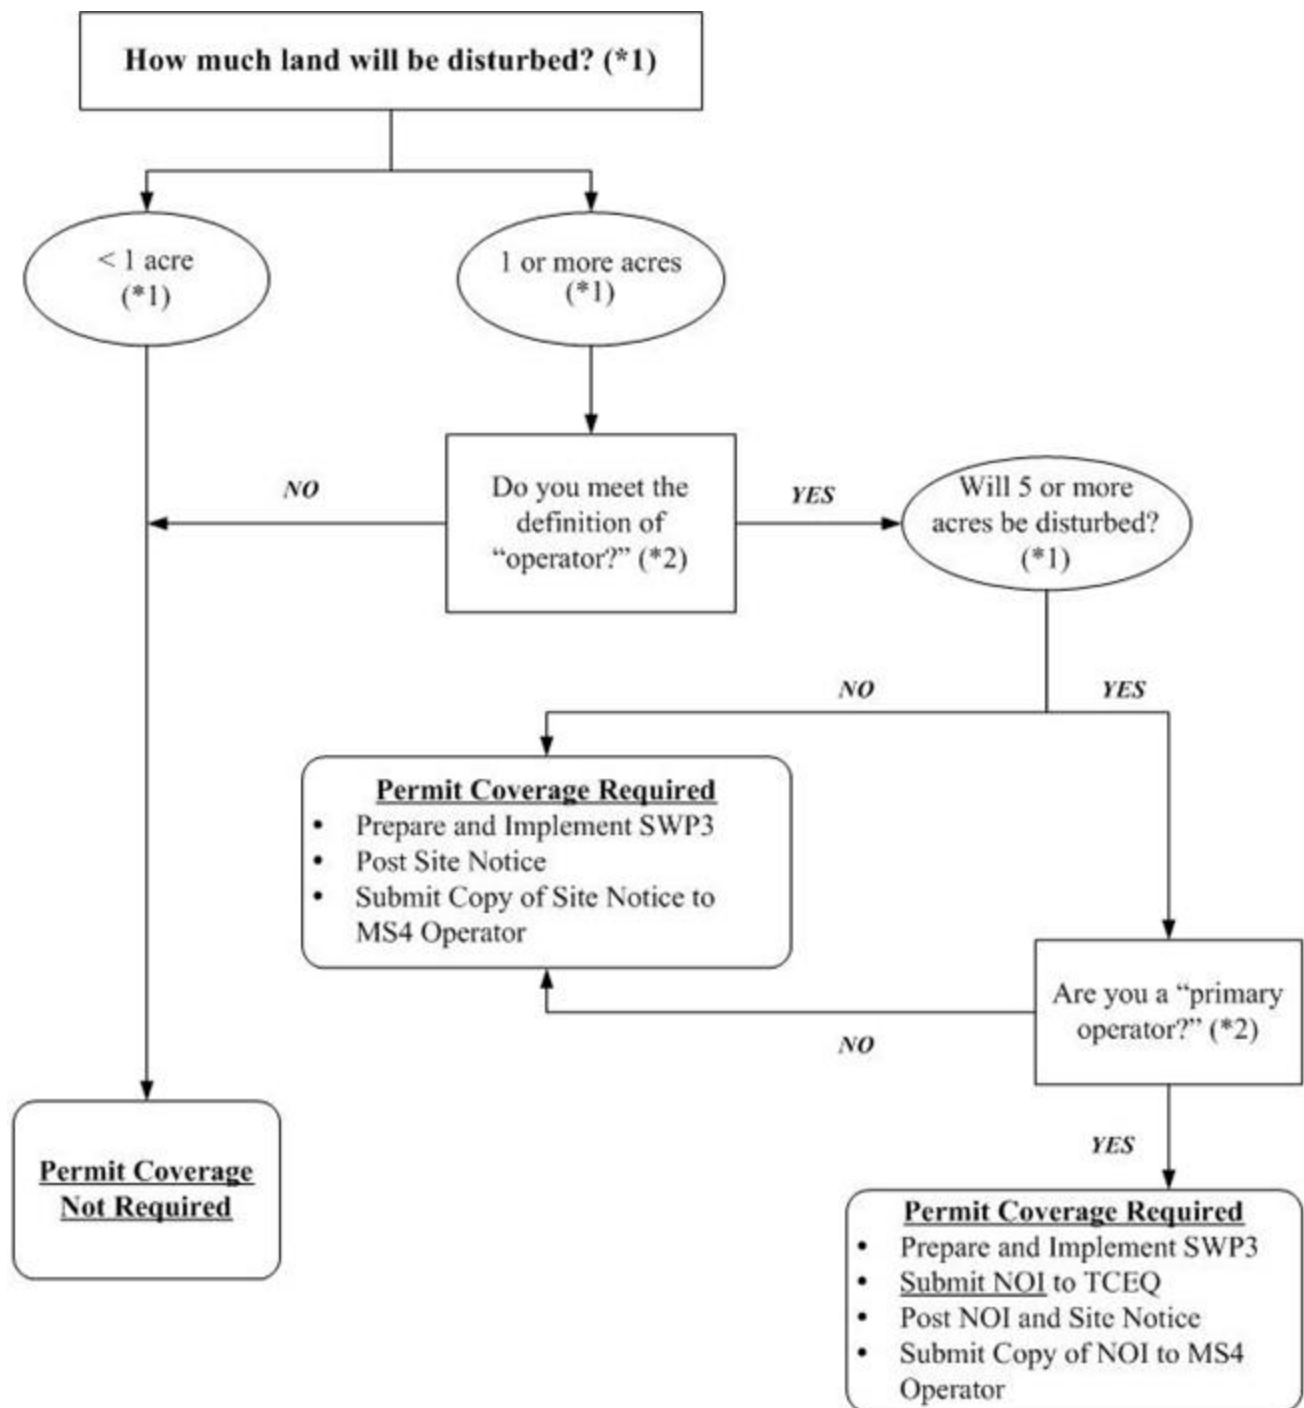 How much land will be disturbed? (*1)
< 1 acre
(*1)
1 or more acres
(*1)
NO
Do you meet the
definition of
“operator?” (*2)
YES
Will 5 or more
acres be disturbed?
(*1)
NO
YES
Permit Coverage Required
• Prepare and Implement SWP3
• Post Site Notice
• Submit Copy of Site Notice to
MS4 Operator
Are you a “primary
operator?” (*2)
NO
YES
Permit Coverage
Not Required
Permit Coverage Required
• Prepare and Implement SWP3
• Submit NOI to TCEQ
• Post NOI and Site Notice
• Submit Copy of NOI to MS4
Operator